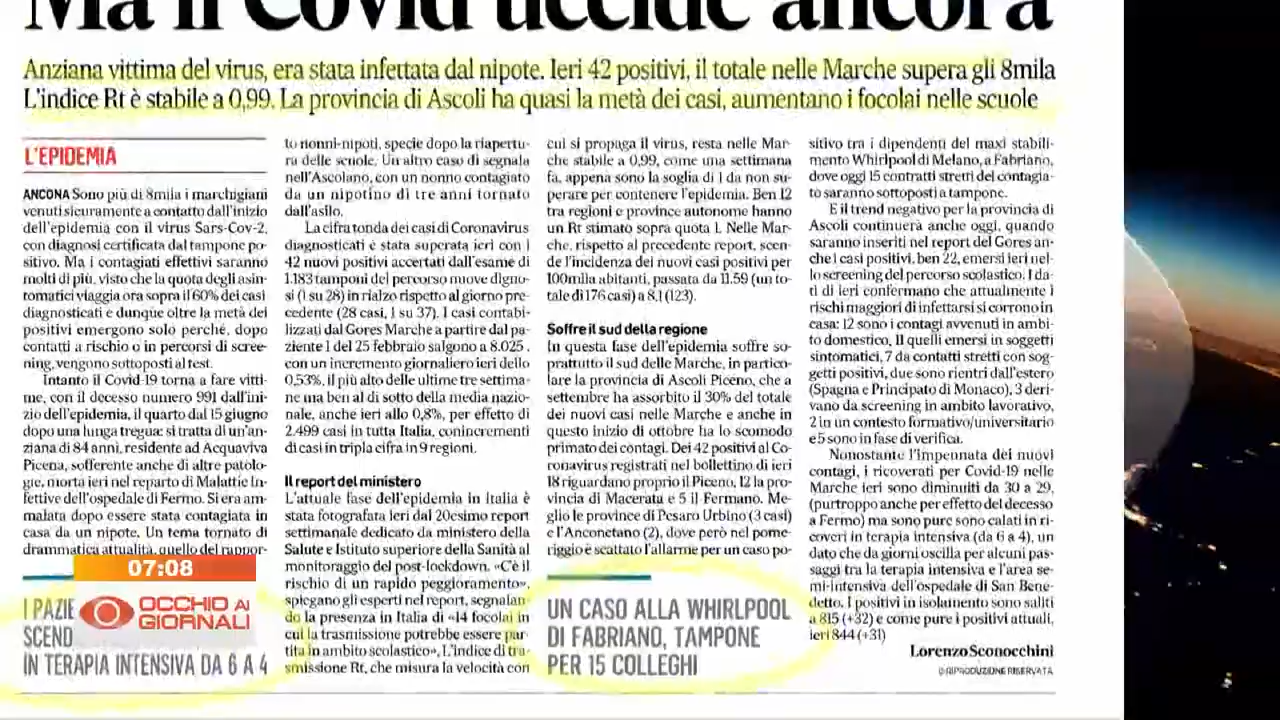 Ma il Covid uccide ancora
Anziana vittima del virus, era stata infettata dal nipote. Ieri 42 positivi, il totale nelle Marche supera gli 8mila
L'indice Rt è stabile a 0,99. La provincia di Ascoli ha quasi la metà dei casi, aumentano i focolai nelle scuole
L'EPIDEMIA
ANCONA Sono più di 8mila i marchigiani
venuti sicuramente a contatto dall'inizio
dell'epidemia con il virus Sars-Cov-2,
con diagnosi certificata dal tampone po-
sitivo. Ma i contagiati effettivi saranno
molti di più, visto che la quota degli asin-
tomatici viaggia ora sopra il 60% dei casi
diagnosticati e dunque oltre la metà dei
positivi emergono solo perché, dopo
contatti a rischio o in percorsi di scree-
ning, vengono sottoposti al test.
Intanto il Covid-19 torna a fare vitti-
me, con il decesso numero 991 dall'ini-
zio dell'epidemia, il quarto dal 15 giugno
dopo una lunga tregua: si tratta di un'an-
ziana di 84 anni, residente ad Acquaviva
Picena, sofferente anche di altre patolo-
gie, morta ieri nel reparto di Malattie In-
fettive dell'ospedale di Fermo. Si era am-
malata dopo essere stata contagiata in
casa da un nipote. Un tema tornato di
drammatica attualità, quello del rappor-
to nonni-nipoti, specie dopo la riapertu-
ra delle scuole. Un altro caso di segnala
nell'Ascolano, con un nonno contagiato
da un nipotino di tre anni tornato
dall'asilo.
La cifra tonda dei casi di Coronavirus
diagnosticati è stata superata ieri con i
42 nuovi positivi accertati dall'esame di
1.183 tamponi del percorso nuove digno-
si (1 su 28) in rialzo rispetto al giorno pre-
cedente (28 casi, 1 su 37). I casi contabi-
lizzati dal Gores Marche a partire dal pa-
ziente 1 del 25 febbraio salgono a 8.025 ,
con un incremento giornaliero ieri dello
0,53%, il più alto delle ultime tre settima-
ne ma ben al di sotto della media nazio-
nale, anche ieri allo 0,8%, per effetto di
2.499 casi in tutta Italia, con incrementi
di casi in tripla cifra in 9 regioni.
Il report del ministero
L'attuale fase dell'epidemia in Italia è
stata fotografata ieri dal 20esimo report
settimanale dedicato da ministero della
Salute e Istituto superiore della Sanità al
monitoraggio del post-lockdown. «C'è il
rischio di un rapido peggioramento»,
spiegano gli esperti nel report, segnalan-
do la presenza in Italia di «14 focolai in
cui la trasmissione potrebbe essere par-
tita in ambito scolastico». L'indice di tra-
smissione Rt, che misura la velocità con
cui si propaga il virus, resta nelle Mar-
che stabile a 0,99, come una settimana
fa, appena sono la soglia di 1 da non su-
perare per contenere l'epidemia. Ben 12
tra regioni e province autonome hanno
un Rt stimato sopra quota 1. Nelle Mar-
che, rispetto al precedente report, scen-
de l'incidenza dei nuovi casi positivi per
100mila abitanti, passata da 11.59 (un to-
tale di 176 casi) a 8,1 (123).
Soffre il sud della regione
In questa fase dell'epidemia soffre so-
prattutto il sud delle Marche, in partico-
lare la provincia di Ascoli Piceno, che a
settembre ha assorbito il 30% del totale
dei nuovi casi nelle Marche e anche in
questo inizio di ottobre ha lo scomodo
primato dei contagi. Dei 42 positivi al Co-
ronavirus registrati nel bollettino di ieri
18 riguardano proprio il Piceno, 12 la pro-
vincia di Macerata e 5 il Fermano. Me-
glio le province di Pesaro Urbino (3 casi)
e l'Anconetano (2), dove però nel pome-
riggio è scattato l'allarme per un caso po-
sitivo tra i dipendenti del maxi stabili-
mento Whirlpool di Melano, a Fabriano,
dove oggi 15 contratti stretti del contagia-
to saranno sottoposti a tampone.
E il trend negativo per la provincia di
Ascoli continuerà anche oggi, quando
saranno inseriti nel report del Gores an-
che i casi positivi, ben 22, emersi ieri nel-
lo screening del percorso scolastico. I da-
ti di ieri confermano che attualmente i
rischi maggiori di infettarsi si corrono in
casa: 12 sono i contagi avvenuti in ambi-
to domestico, 11 quelli emersi in soggetti
sintomatici, 7 da contatti stretti con sog-
getti positivi, due sono rientri dall'estero
(Spagna e Principato di Monaco), 3 deri-
vano da screening in ambito lavorativo,
2 in un contesto formativo/universitario
e 5 sono in fase di verifica.
Nonostante l'impennata dei nuovi
contagi, i ricoverati per Covid-19 nelle
Marche ieri sono diminuiti da 30 a 29,
(purtroppo anche per effetto del decesso
a Fermo) ma sono pure sono calati in ri-
coveri in terapia intensiva (da 6 a 4), un
dato che da giorni oscilla per alcuni pas-
saggi tra la terapia intensiva e l'area se-
mi-intensiva dell'ospedale di San Bene-
detto. I positivi in isolamento sono saliti
a 815 (+32) e come pure i positivi attuali,
ieri 844 (+31)
Lorenzo Sconocchini
© RIPRODUZIONE RISERVATA
07:08
OCCHIO AI
GIORNALI
I PAZIE
SCEND
IN TERAPIA INTENSIVA DA 6 A 4
UN CASO ALLA WHIRLPOOL
DI FABRIANO, TAMPONE
PER 15 COLLEGHI